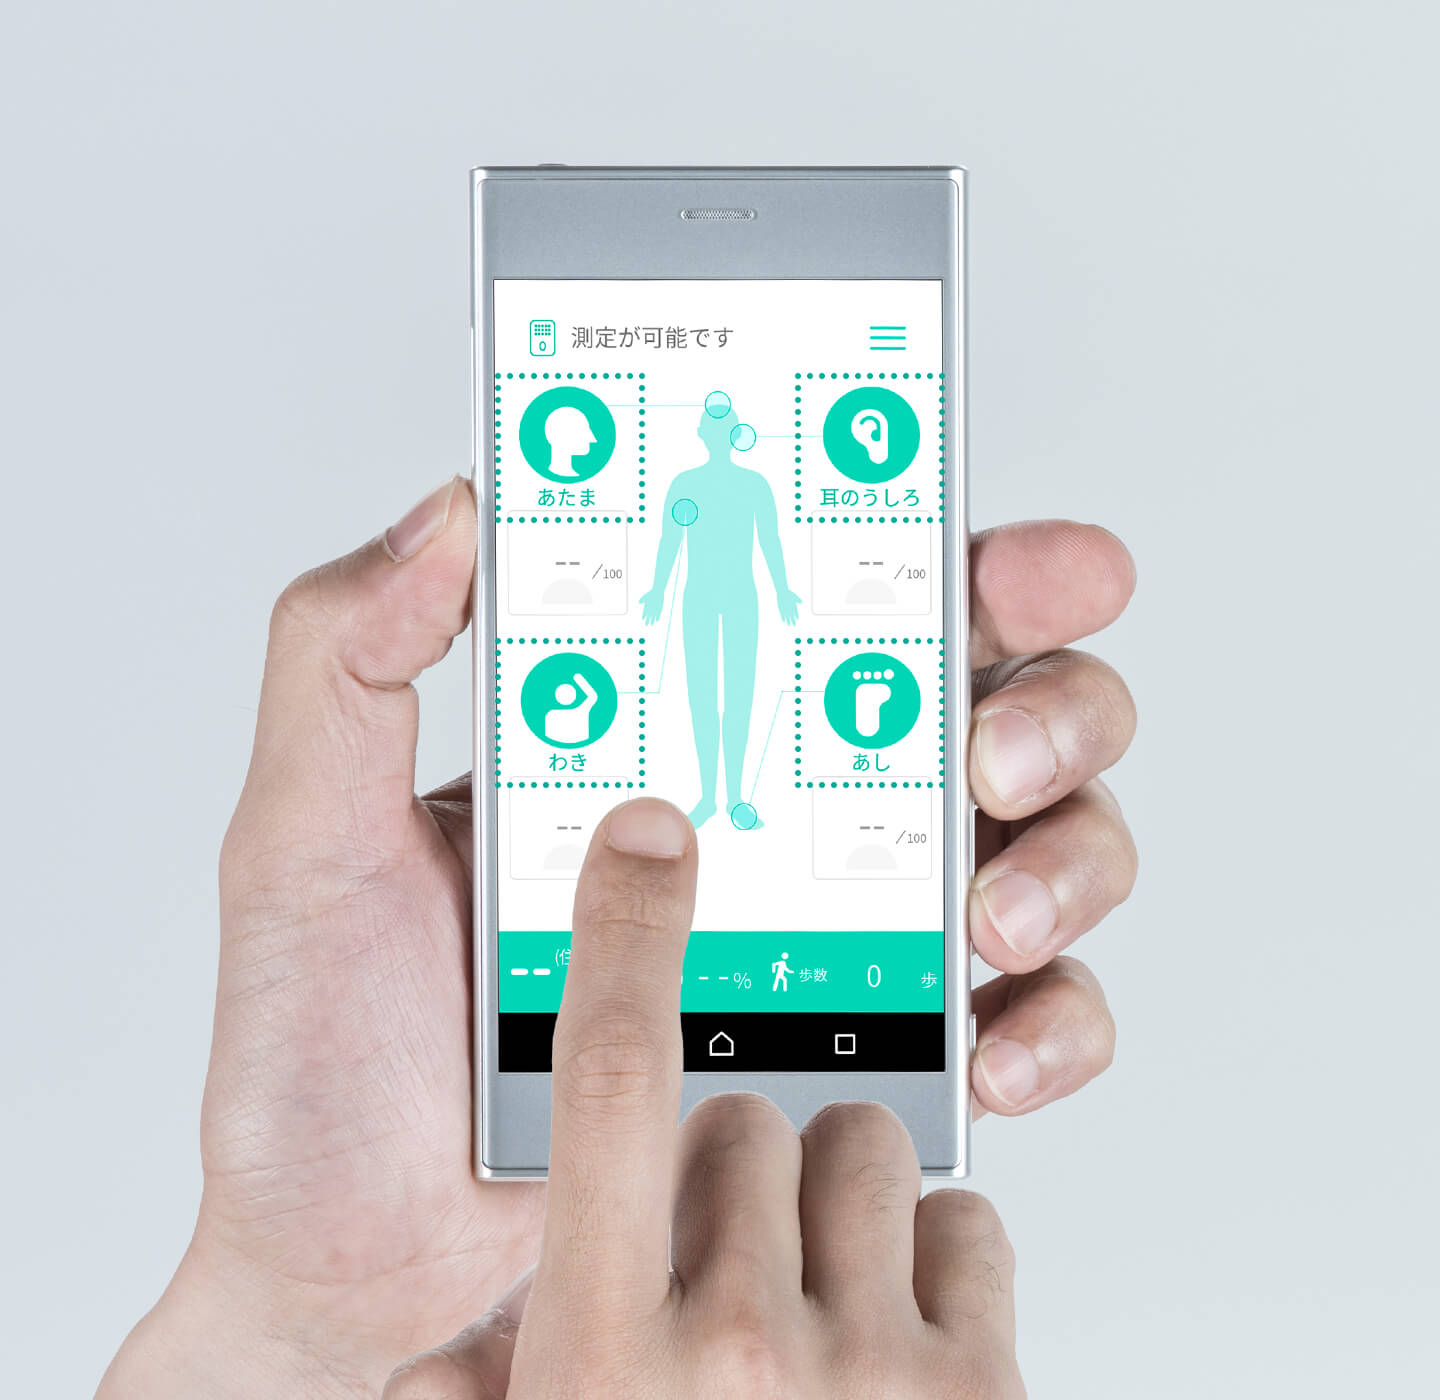 測定が可能です
あたま
耳のうしろ
-- /100
-- /100
わき
あし
--
-- /100
-- (住
--% 歩数 0 歩